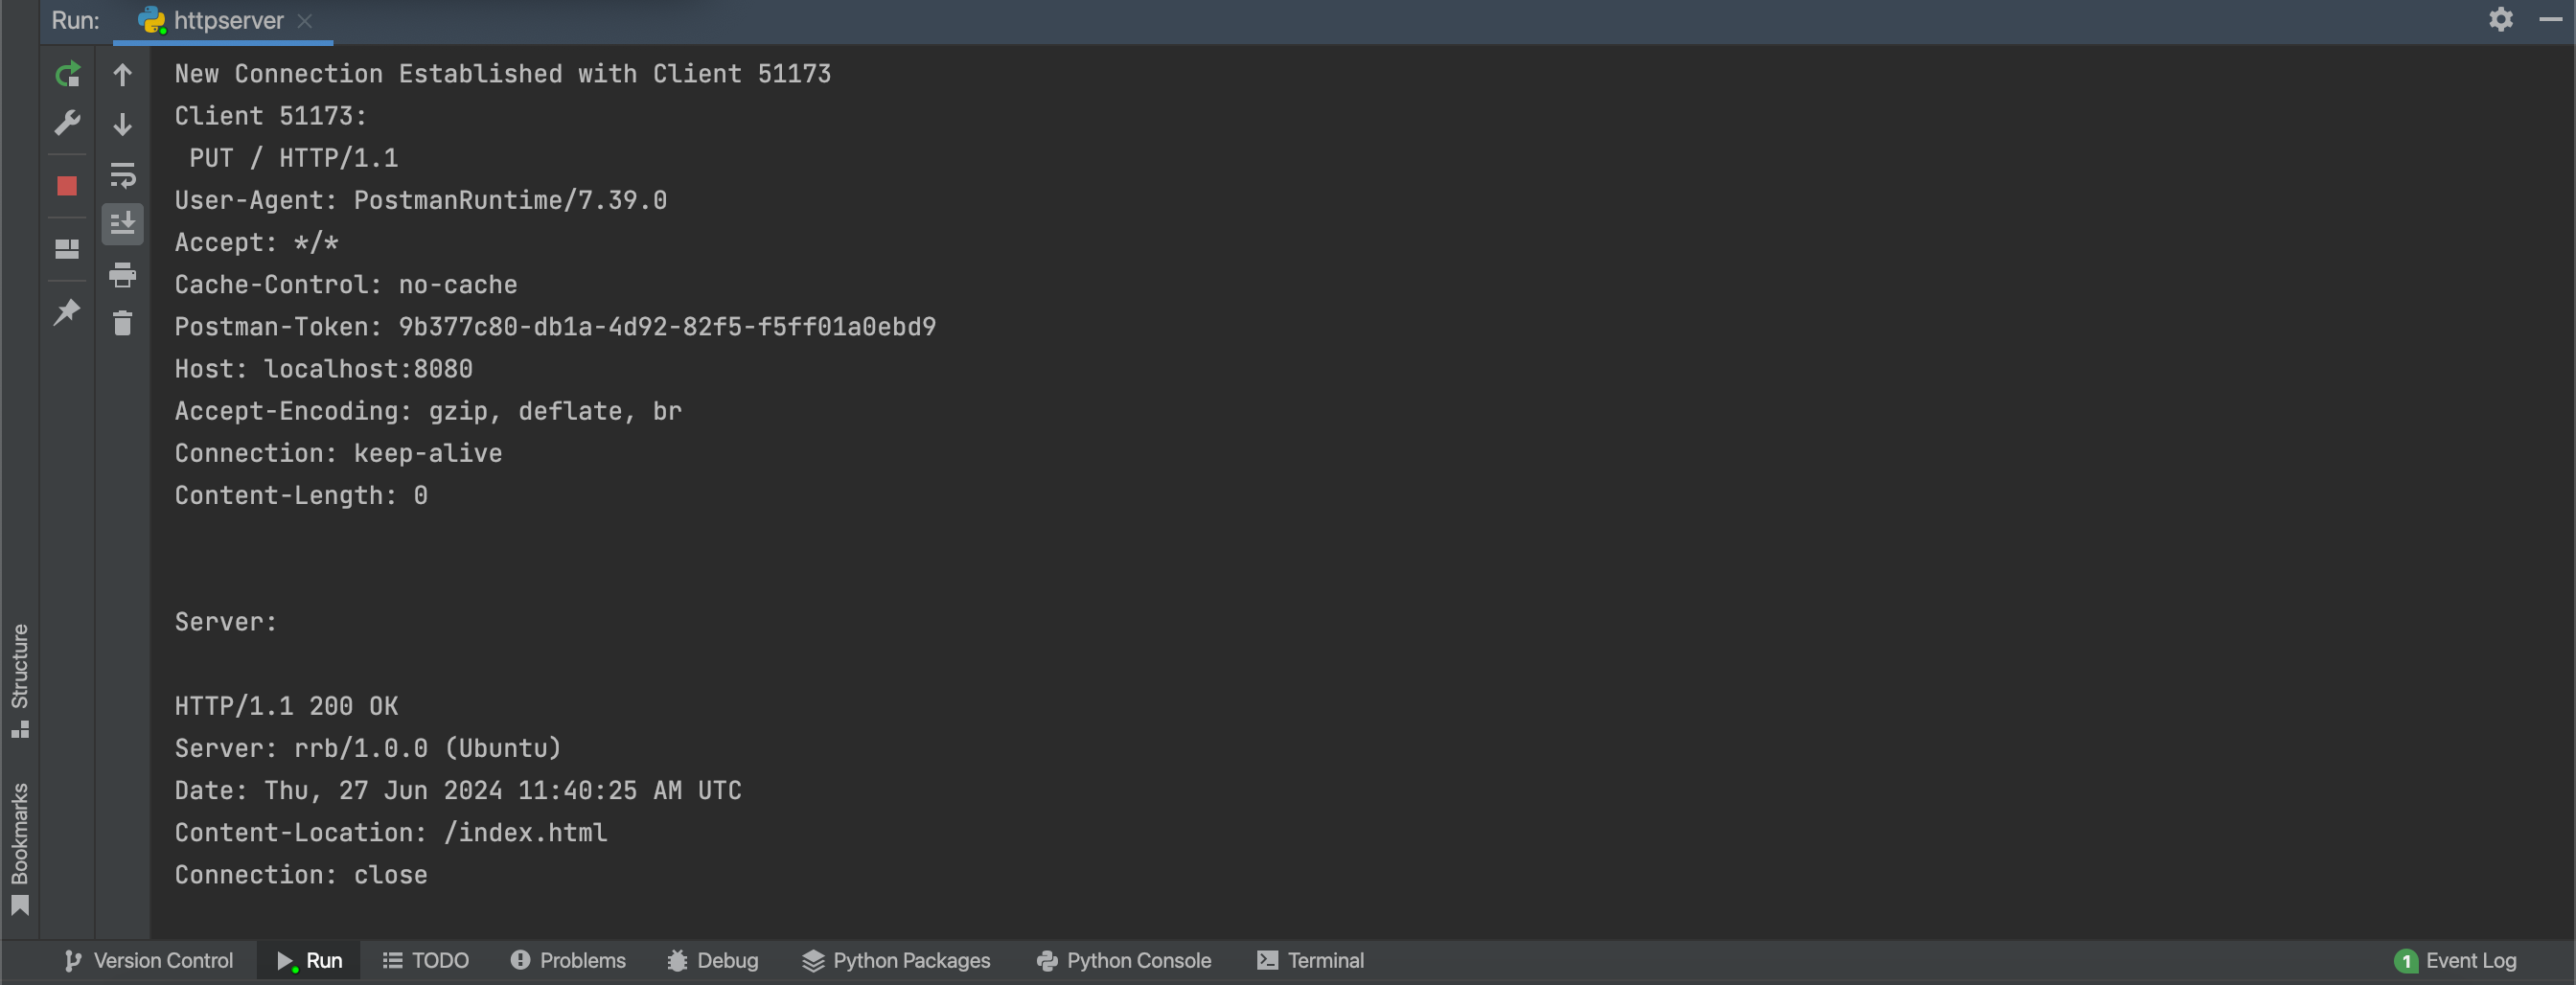 Run: httpserver
New Connection Established with Client 51173
Client 51173:
PUT / HTTP/1.1
User-Agent: PostmanRuntime/7.39.0
Accept: */*
Cache-Control: no-cache
Postman-Token: 9b377c80-db1a-4d92-82f5-f5ff01a0ebd9
Host: localhost:8080
Accept-Encoding: gzip, deflate, br
Connection: keep-alive
Content-Length: 0
Server:
HTTP/1.1 200 OK
Server: rrb/1.0.0 (Ubuntu)
Date: Thu, 27 Jun 2024 11:40:25 AM UTC
Content-Location: /index.html
Connection: close
Structure
Bookmarks
Version Control Run TODO Problems Debug Python Packages Python Console Terminal 1 Event Log